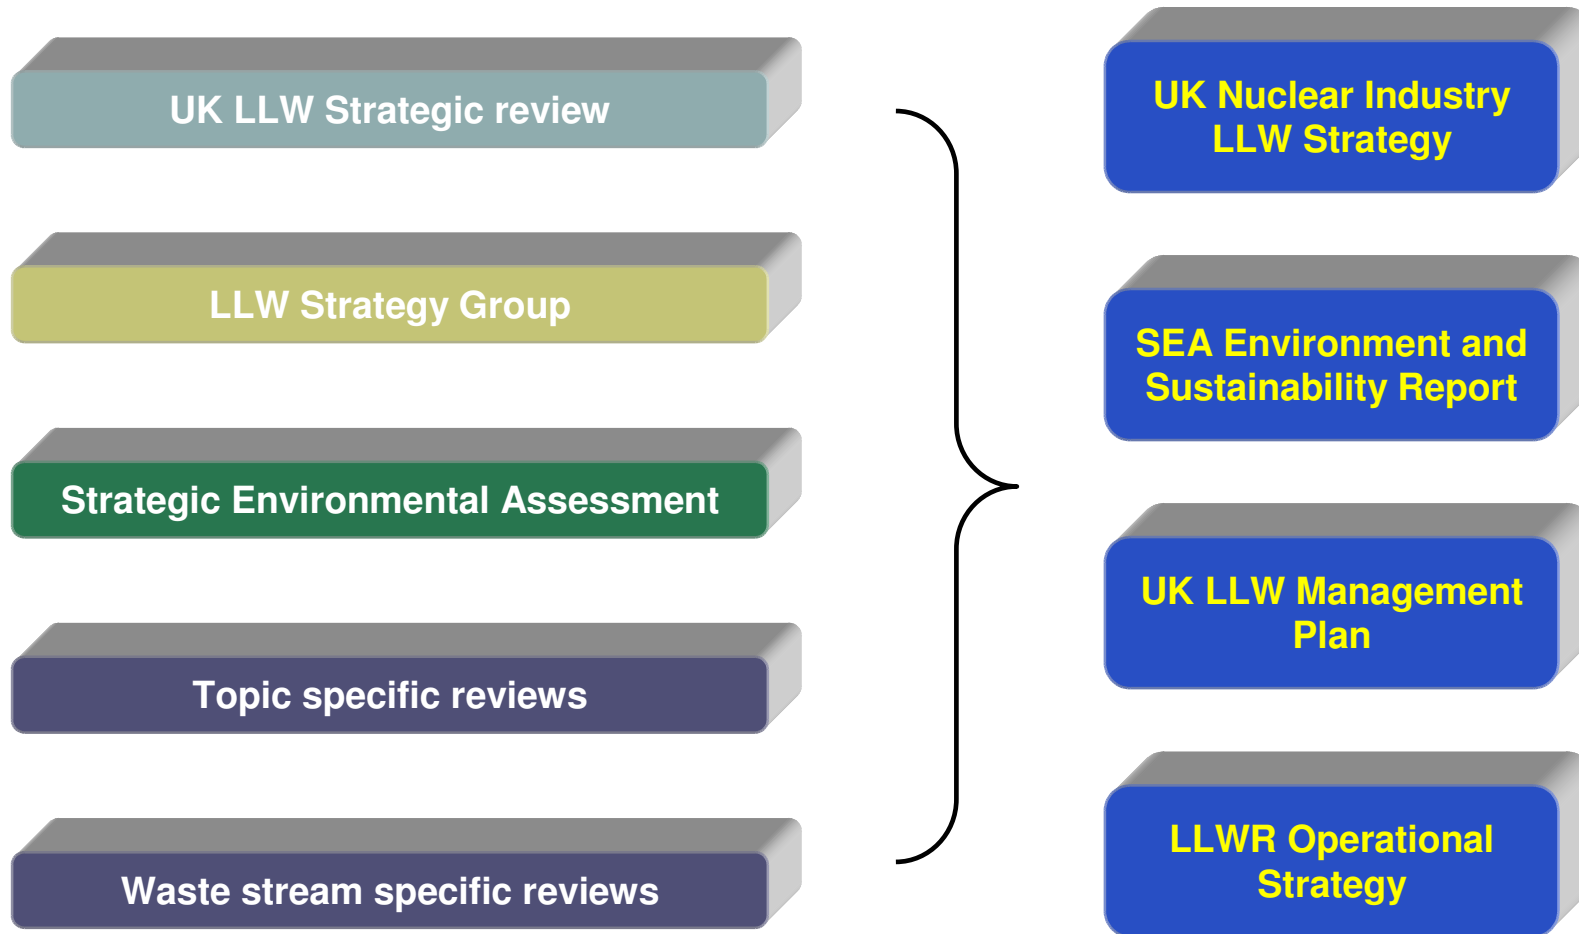 UK LLW Strategic review
LLW Strategy Group
Strategic Environmental Assessment
Topic specific reviews
Waste stream specific reviews
UK Nuclear Industry
LLW Strategy
SEA Environment and
Sustainability Report
UK LLW Management
Plan
LLWR Operational
Strategy